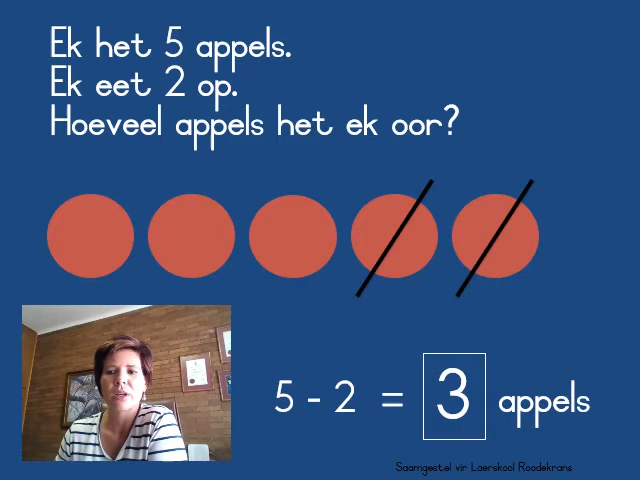 Ek het 5 appels.
Ek eet 2 op.
Hoeveel appels het ek oor?
5 - 2 = 3 appels
Saamgestel vir Laerskool Roodekrans